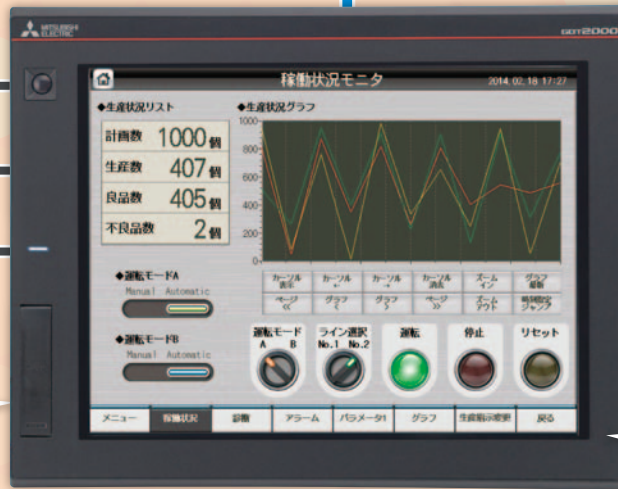 MITSUBISHI
ELECTRIC
GOT2000
稼働状況モニタ
2014.02.18 17:27
◆生産状況リスト
計画数 1000個
生産数 407個
良品数 405個
不良品数 2個
◆生産状況グラフ
1000
800
600
400
200
0
カーソル表示 カーソル← カーソル→ カーソル消去 ズームイン グラフ最新
ページ<< グラフ< グラフ> ページ>> ズームアウト 時刻指定ジャンプ
◆運転モードA
Manual Automatic
◆運転モードB
Manual Automatic
運転モード
A B
ライン選択
No.1 No.2
運転
停止
リセット
メニュー 稼働状況 診断 アラーム パラメータ1 グラフ 生産指示変更 戻る